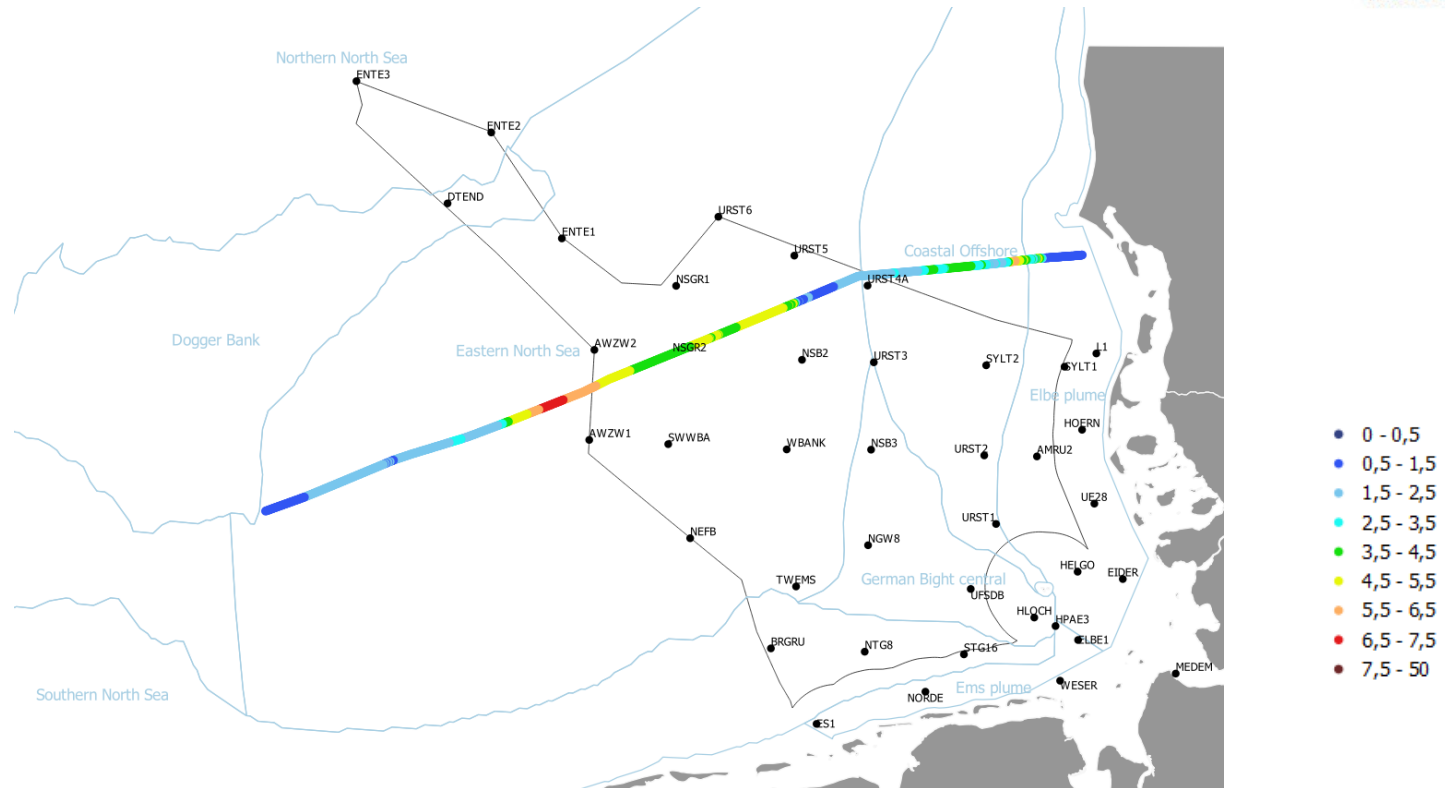 Northern North Sea
ENTE3
ENTE2
DTEND
ENTE1
URST6
URST5
Coastal Offshore
NSGR1
URST4A
Dogger Bank
Eastern North Sea
AWZW2
NSGR2
NSB2
URST3
SYLT2
L1
SYLT1
Elbe plume
HOERN
AWZW1
SWWBA
WBANK
NSB3
URST2
AMRU2
UE28
URST1
NEFB
NGW8
TWEMS
German Bight central
HELGO
EIDER
UFSDB
HLOCH
HPAE3
ELBE1
BRGRU
NTG8
STG16
MEDEM
Southern North Sea
Ems plume
WESER
NORDE
ES1
0 - 0,5
0,5 - 1,5
1,5 - 2,5
2,5 - 3,5
3,5 - 4,5
4,5 - 5,5
5,5 - 6,5
6,5 - 7,5
7,5 - 50